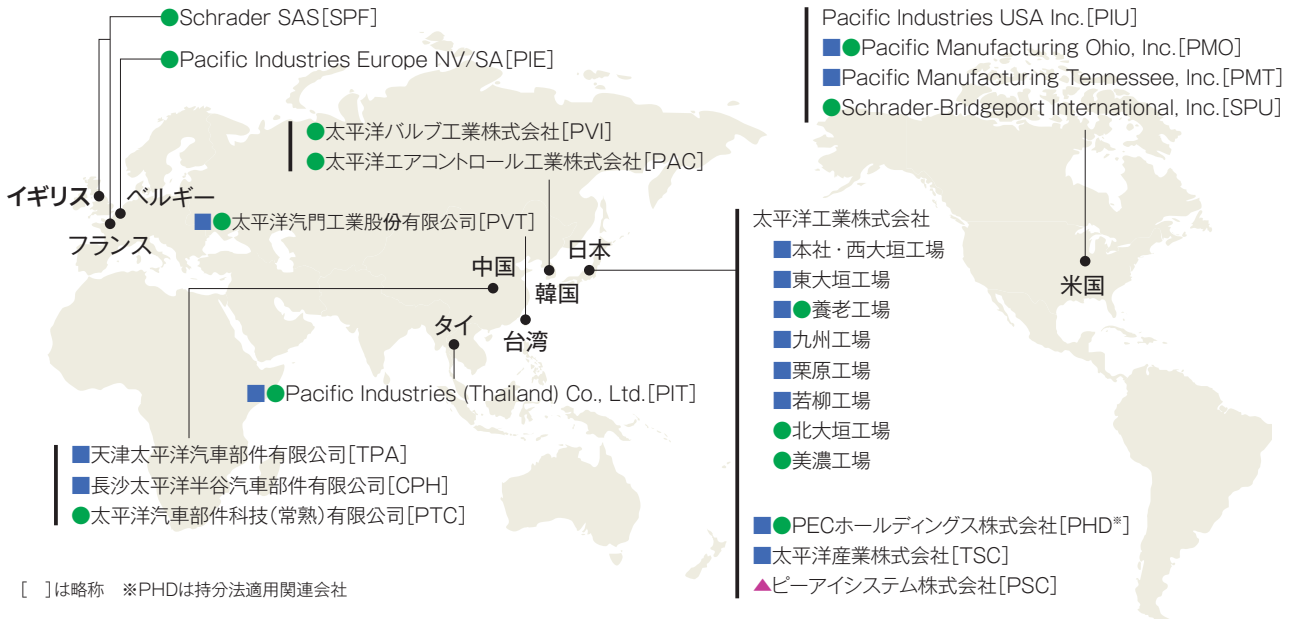 ●Schrader SAS[SPF]
●Pacific Industries Europe NV/SA[PIE]
イギリス
ベルギー
フランス
●太平洋バルブ工業株式会社[PVI]
●太平洋エアコントロール工業株式会社[PAC]
■●太平洋汽門工業股份有限公司[PVT]
中国
韓国
日本
タイ
台湾
■●Pacific Industries (Thailand) Co., Ltd.[PIT]
■天津太平洋汽車部件有限公司[TPA]
■長沙太平洋半谷汽車部件有限公司[CPH]
●太平洋汽車部件科技(常熟)有限公司[PTC]
Pacific Industries USA Inc.[PIU]
■●Pacific Manufacturing Ohio, Inc.[PMO]
■Pacific Manufacturing Tennessee, Inc.[PMT]
●Schrader-Bridgeport International, Inc.[SPU]
米国
太平洋工業株式会社
■本社・西大垣工場
■東大垣工場
■●養老工場
■九州工場
■栗原工場
■若柳工場
●北大垣工場
●美濃工場
■●PECホールディングス株式会社[PHD※]
■太平洋産業株式会社[TSC]
▲ピーアイシステム株式会社[PSC]
[　]は略称　※PHDは持分法適用関連会社